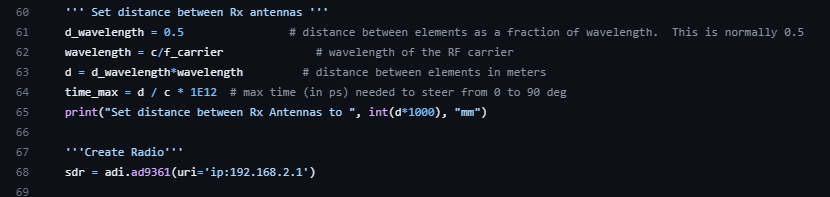 60 ''' Set distance between Rx antennas '''
61 d_wavelength = 0.5 # distance between elements as a fraction of wavelength. This is normally 0.5
62 wavelength = c/f_carrier # wavelength of the RF carrier
63 d = d_wavelength*wavelength # distance between elements in meters
64 time_max = d / c * 1E12 # max time (in ps) needed to steer from 0 to 90 deg
65 print("Set distance between Rx Antennas to ", int(d*1000), "mm")
66
67 '''Create Radio'''
68 sdr = adi.ad9361(uri='ip:192.168.2.1')
69